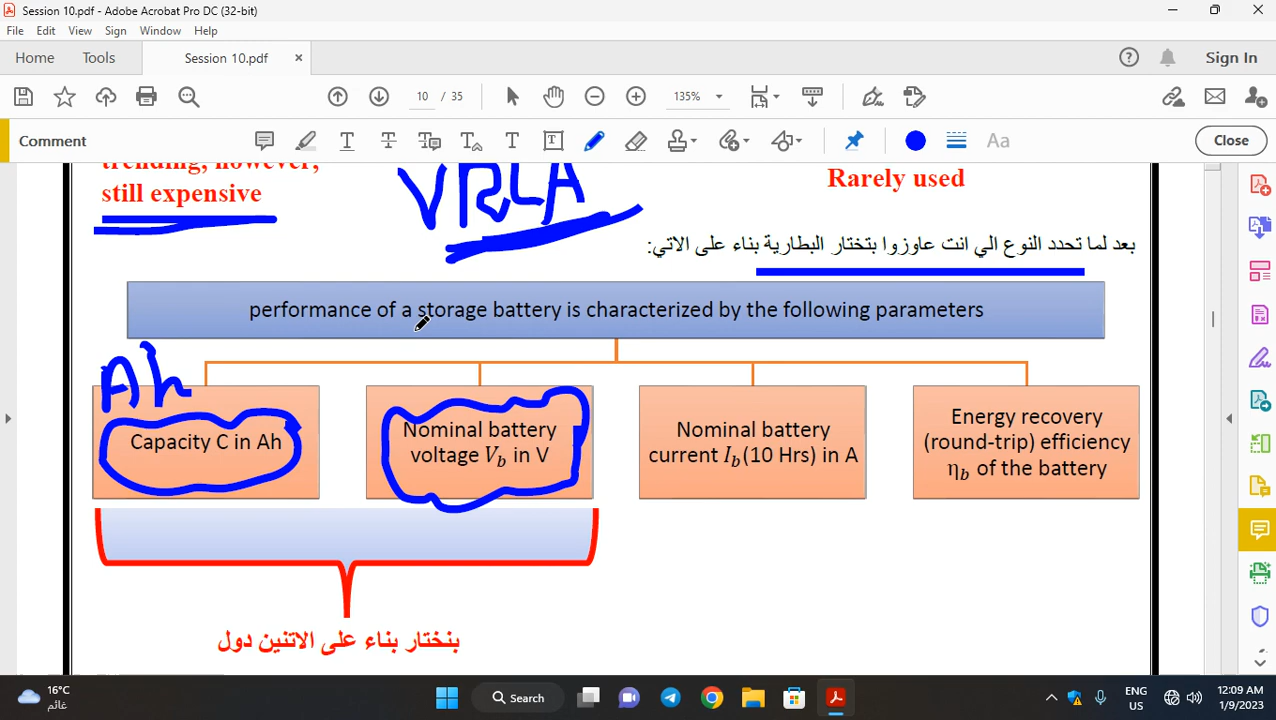 Session 10.pdf - Adobe Acrobat Pro DC (32-bit)
File Edit View Sign Window Help
Home Tools Session 10.pdf × Sign In
10 / 35 135%
Comment Aa Close
trending, however,
still expensive
VRLA
Rarely used
بعد لما تحدد النوع الي انت عاوزوا بتختار البطارية بناء على الاتي:
performance of a storage battery is characterized by the following parameters
Ah
Capacity C in Ah
Nominal battery
voltage V_b in V
Nominal battery
current I_b (10 Hrs) in A
Energy recovery
(round-trip) efficiency
η_b of the battery
بنختار بناء على الاتنين دول
16°C
غائم
Search
ENG
US
12:09 AM
1/9/2023